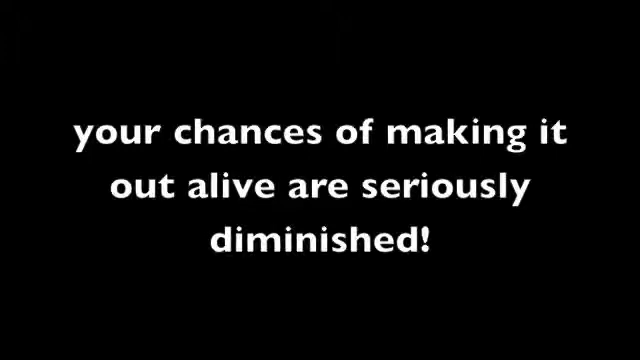 your chances of making it
out alive are seriously
diminished!